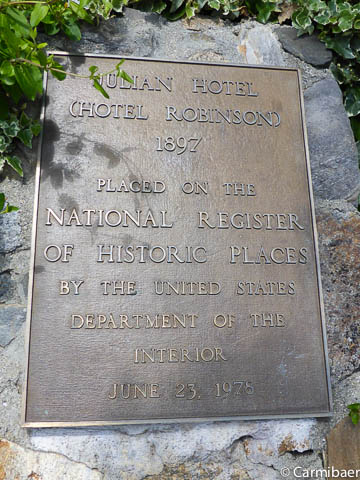 JULIAN HOTEL
(HOTEL ROBINSON)
1897
PLACED ON THE
NATIONAL REGISTER
OF HISTORIC PLACES
BY THE UNITED STATES
DEPARTMENT OF THE
INTERIOR
JUNE 23, 1978
©Carmibaer